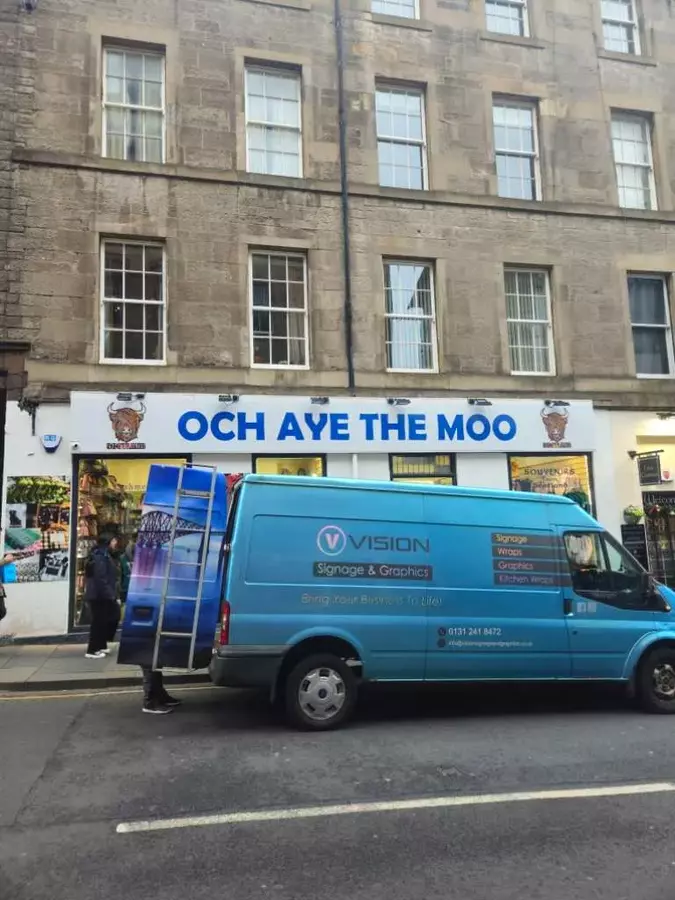 OCH AYE THE MOO
SOUVENIRS
V VISION
Signage & Graphics
Bring Your Business To Life!
Signage
Wraps
Graphics
Kitchen Wraps
0131 241 8472
Welcome